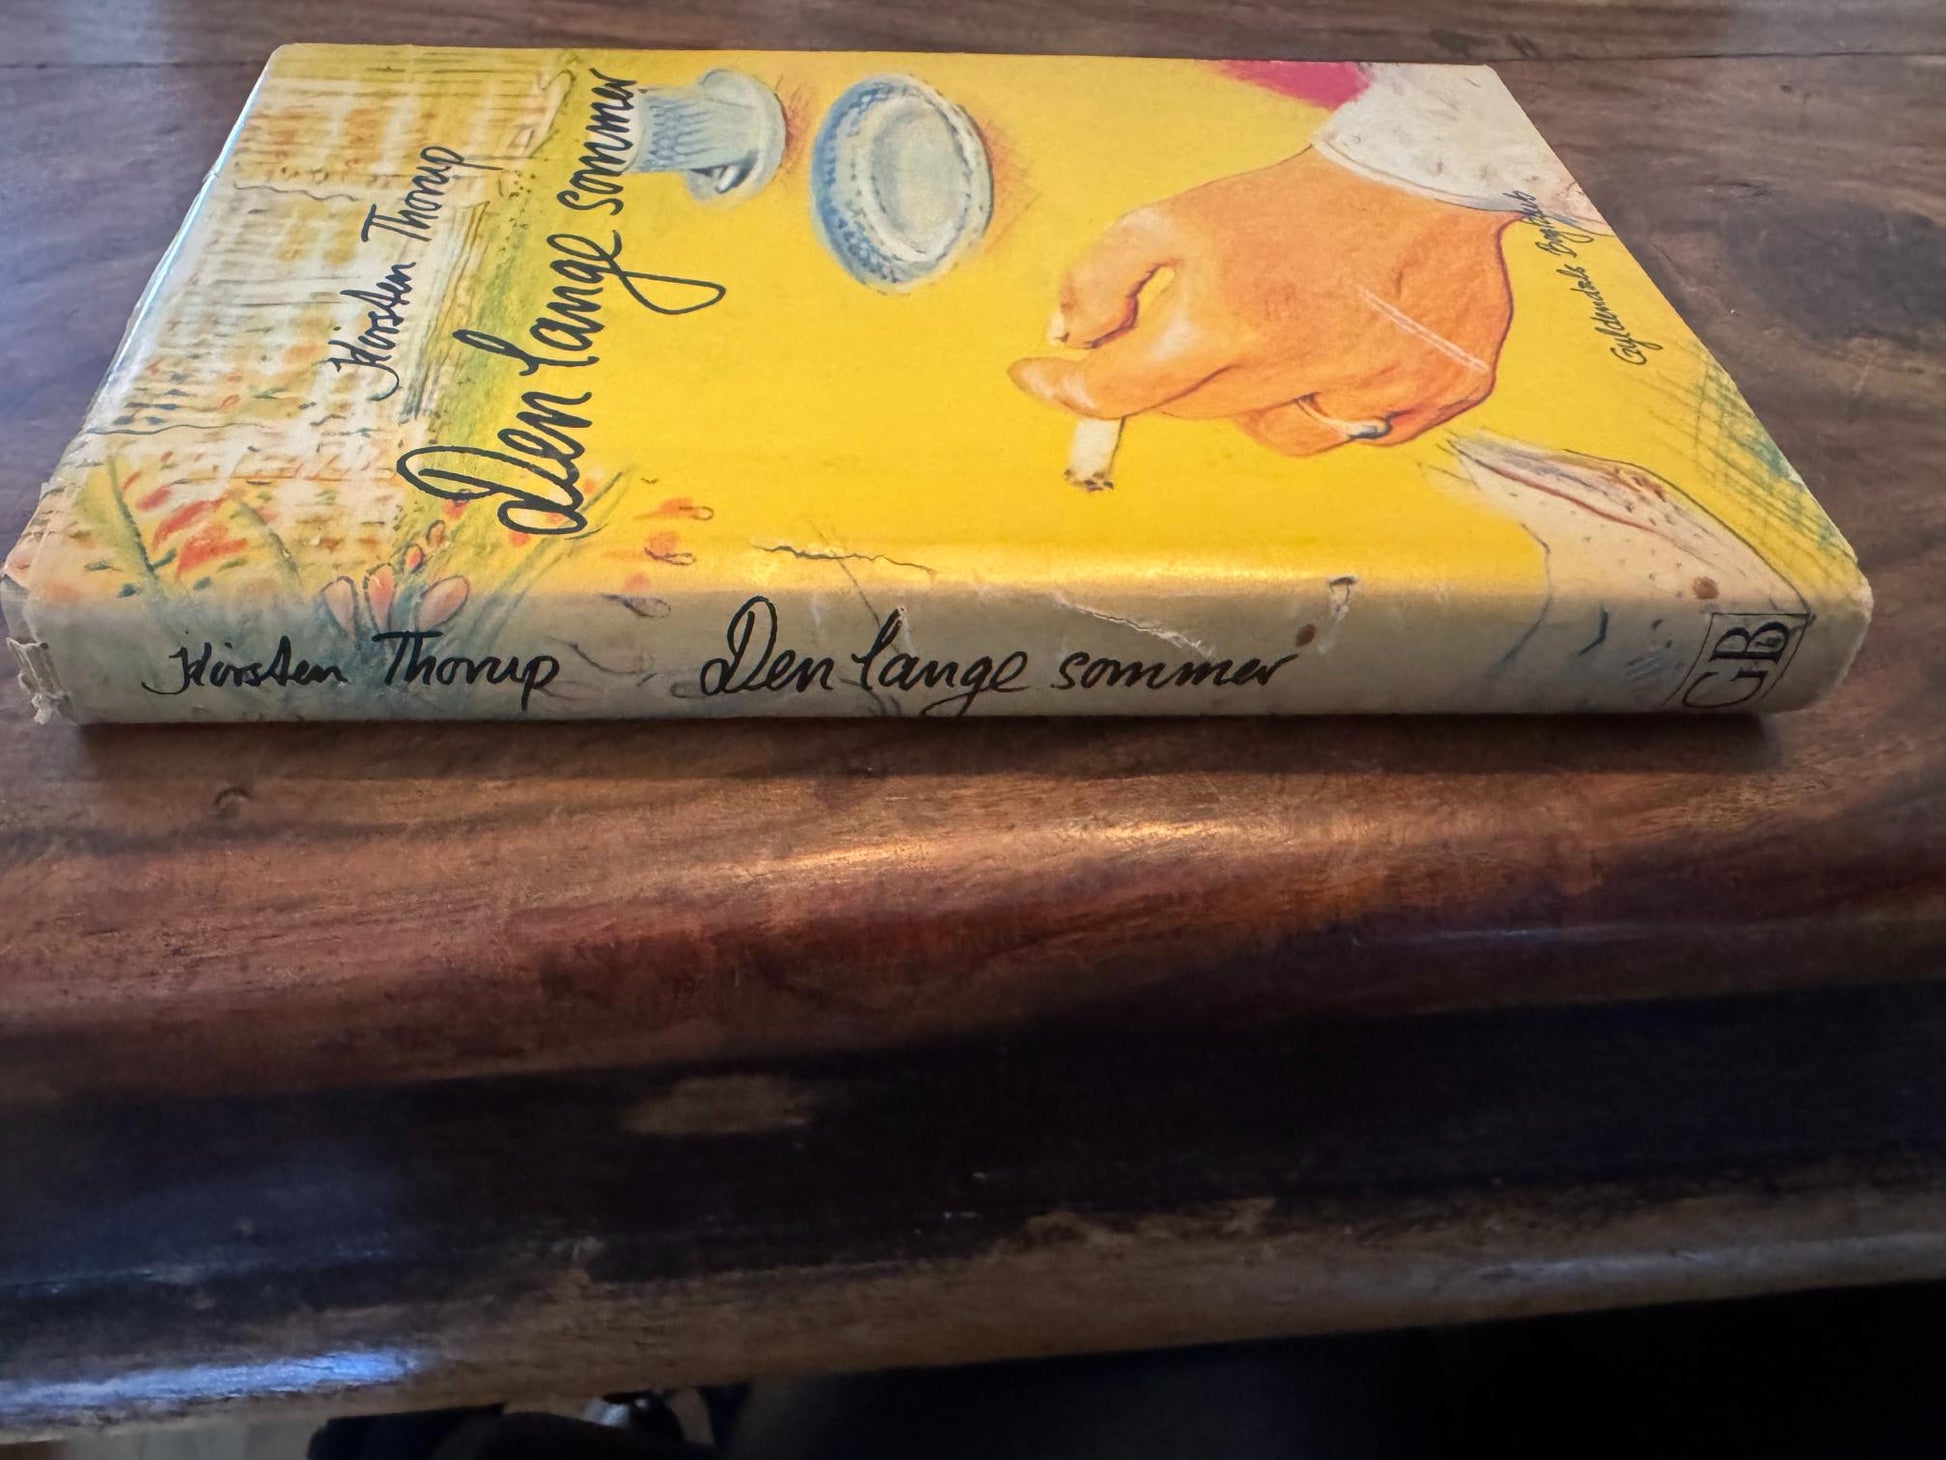 Kirsten Thorup
Den lange sommer
Gyldendals Bogklub
Kirsten Thorup Den lange sommer
GB